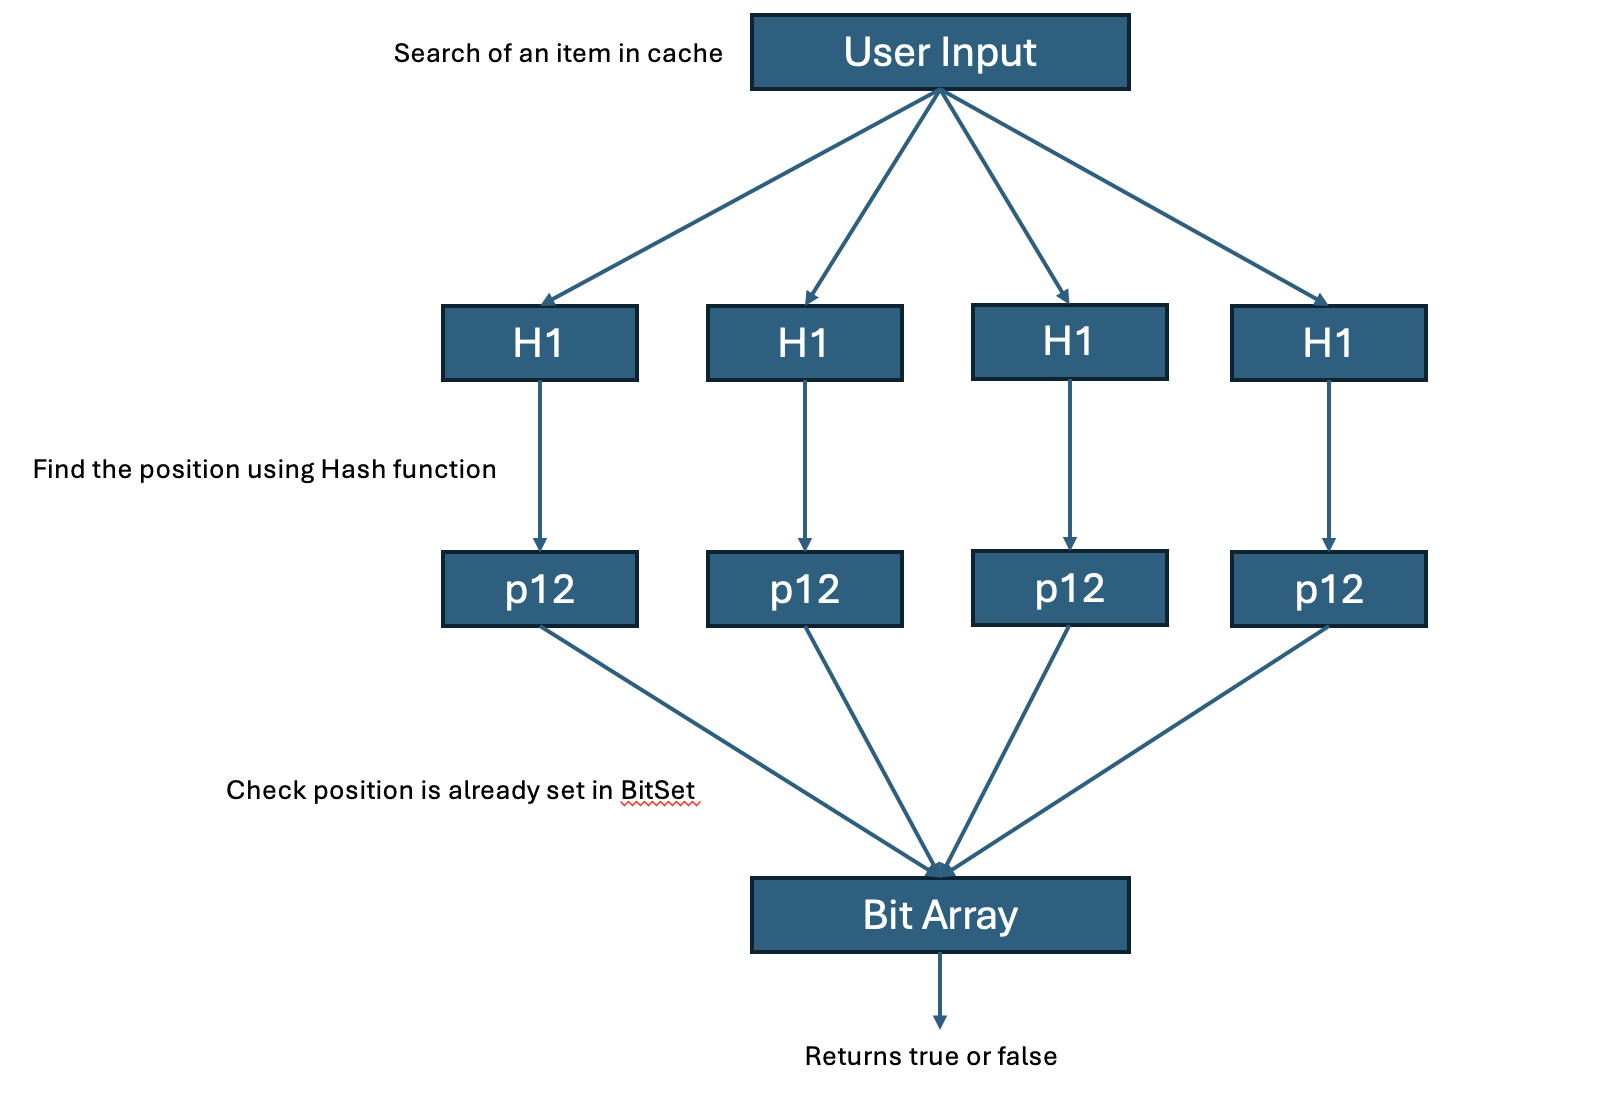 Search of an item in cache
User Input
H1
H1
H1
H1
Find the position using Hash function
p12
p12
p12
p12
Check position is already set in BitSet
Bit Array
Returns true or false